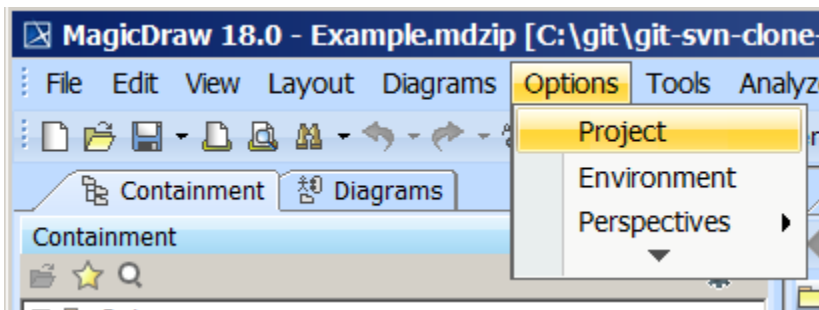 MagicDraw 18.0 - Example.mdzip [C:\git\git-svn-clone-
File Edit View Layout Diagrams Options Tools Analyz
Project
Environment
Perspectives
Containment Diagrams
Containment